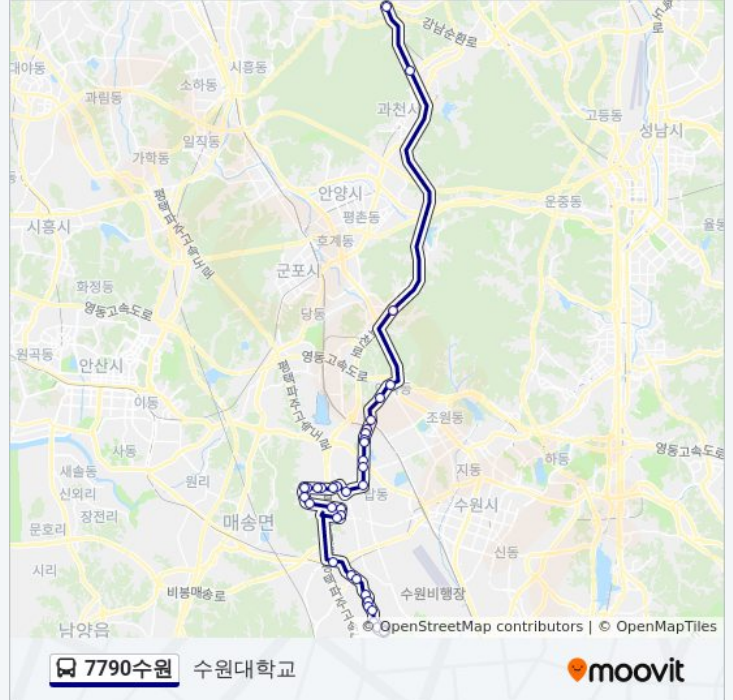 강남순환로
대야동
시흥동
소하동
과림동
과천시
고등동
성남시
일직동
가학동
안양시
운중동
평촌동
시흥시
호계동
군포시
화정동
영동고속도로
당동
원곡동
안산시
영동고속도로
이동
조원동
사동
영동고속도로
하동
지동
새솔동
원리
신외리
수원시
장전리
매송면
문호리
신동
시리
비봉매송로
수원비행장
남양읍
© OpenStreetMap contributors | © OpenMapTiles
7790수원 수원대학교
moovit